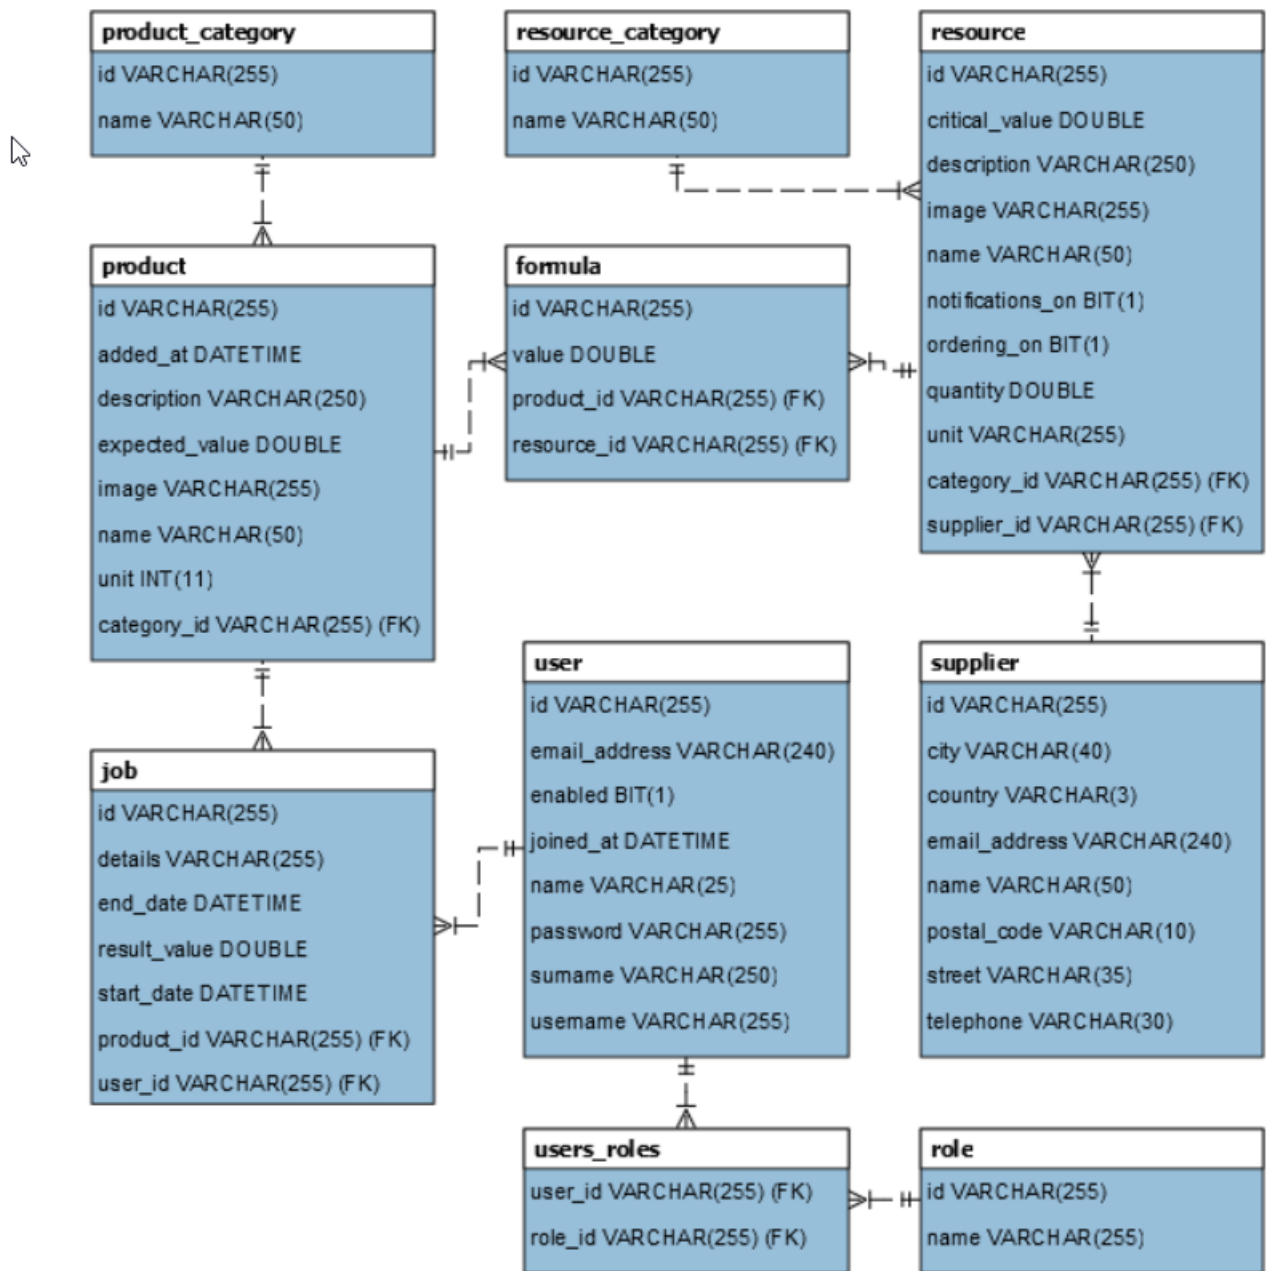 product_category
id VARCHAR(255)
name VARCHAR(50)
resource_category
id VARCHAR(255)
name VARCHAR(50)
resource
id VARCHAR(255)
critical_value DOUBLE
description VARCHAR(250)
image VARCHAR(255)
name VARCHAR(50)
notifications_on BIT(1)
ordering_on BIT(1)
quantity DOUBLE
unit VARCHAR(255)
category_id VARCHAR(255) (FK)
supplier_id VARCHAR(255) (FK)
product
id VARCHAR(255)
added_at DATETIME
description VARCHAR(250)
expected_value DOUBLE
image VARCHAR(255)
name VARCHAR(50)
unit INT(11)
category_id VARCHAR(255) (FK)
formula
id VARCHAR(255)
value DOUBLE
product_id VARCHAR(255) (FK)
resource_id VARCHAR(255) (FK)
user
id VARCHAR(255)
email_address VARCHAR(240)
enabled BIT(1)
joined_at DATETIME
name VARCHAR(25)
password VARCHAR(255)
surname VARCHAR(250)
username VARCHAR(255)
supplier
id VARCHAR(255)
city VARCHAR(40)
country VARCHAR(3)
email_address VARCHAR(240)
name VARCHAR(50)
postal_code VARCHAR(10)
street VARCHAR(35)
telephone VARCHAR(30)
job
id VARCHAR(255)
details VARCHAR(255)
end_date DATETIME
result_value DOUBLE
start_date DATETIME
product_id VARCHAR(255) (FK)
user_id VARCHAR(255) (FK)
users_roles
user_id VARCHAR(255) (FK)
role_id VARCHAR(255) (FK)
role
id VARCHAR(255)
name VARCHAR(255)